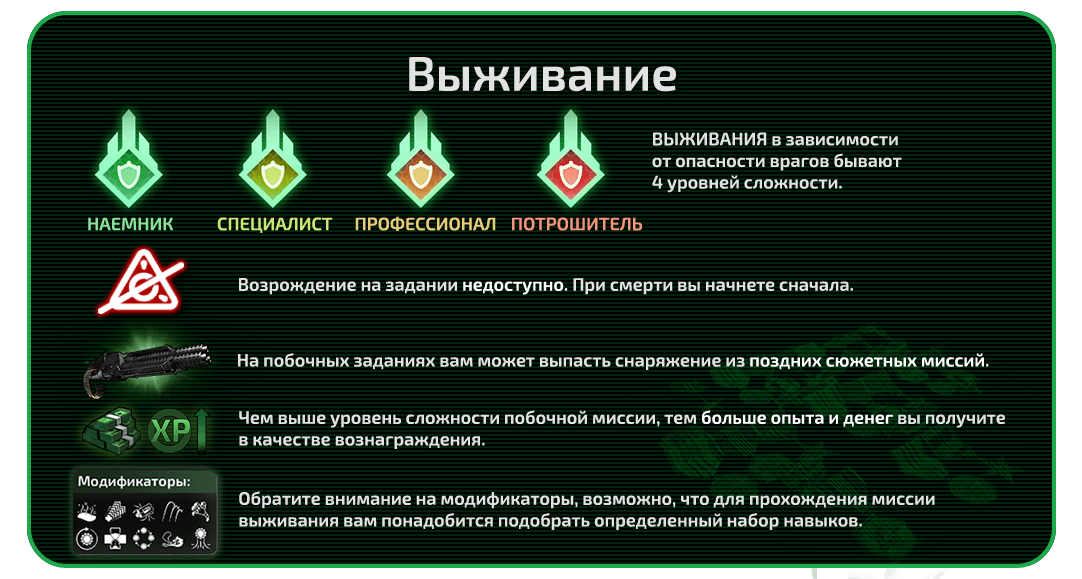 Выживание
НАЕМНИК
СПЕЦИАЛИСТ
ПРОФЕССИОНАЛ
ПОТРОШИТЕЛЬ
ВЫЖИВАНИЯ в зависимости
от опасности врагов бывают
4 уровней сложности.
Возрождение на задании недоступно. При смерти вы начнете сначала.
На побочных заданиях вам может выпасть снаряжение из поздних сюжетных миссий.
XP
Чем выше уровень сложности побочной миссии, тем больше опыта и денег вы получите
в качестве вознаграждения.
Модификаторы:
Обратите внимание на модификаторы, возможно, что для прохождения миссии
выживания вам понадобится подобрать определенный набор навыков.